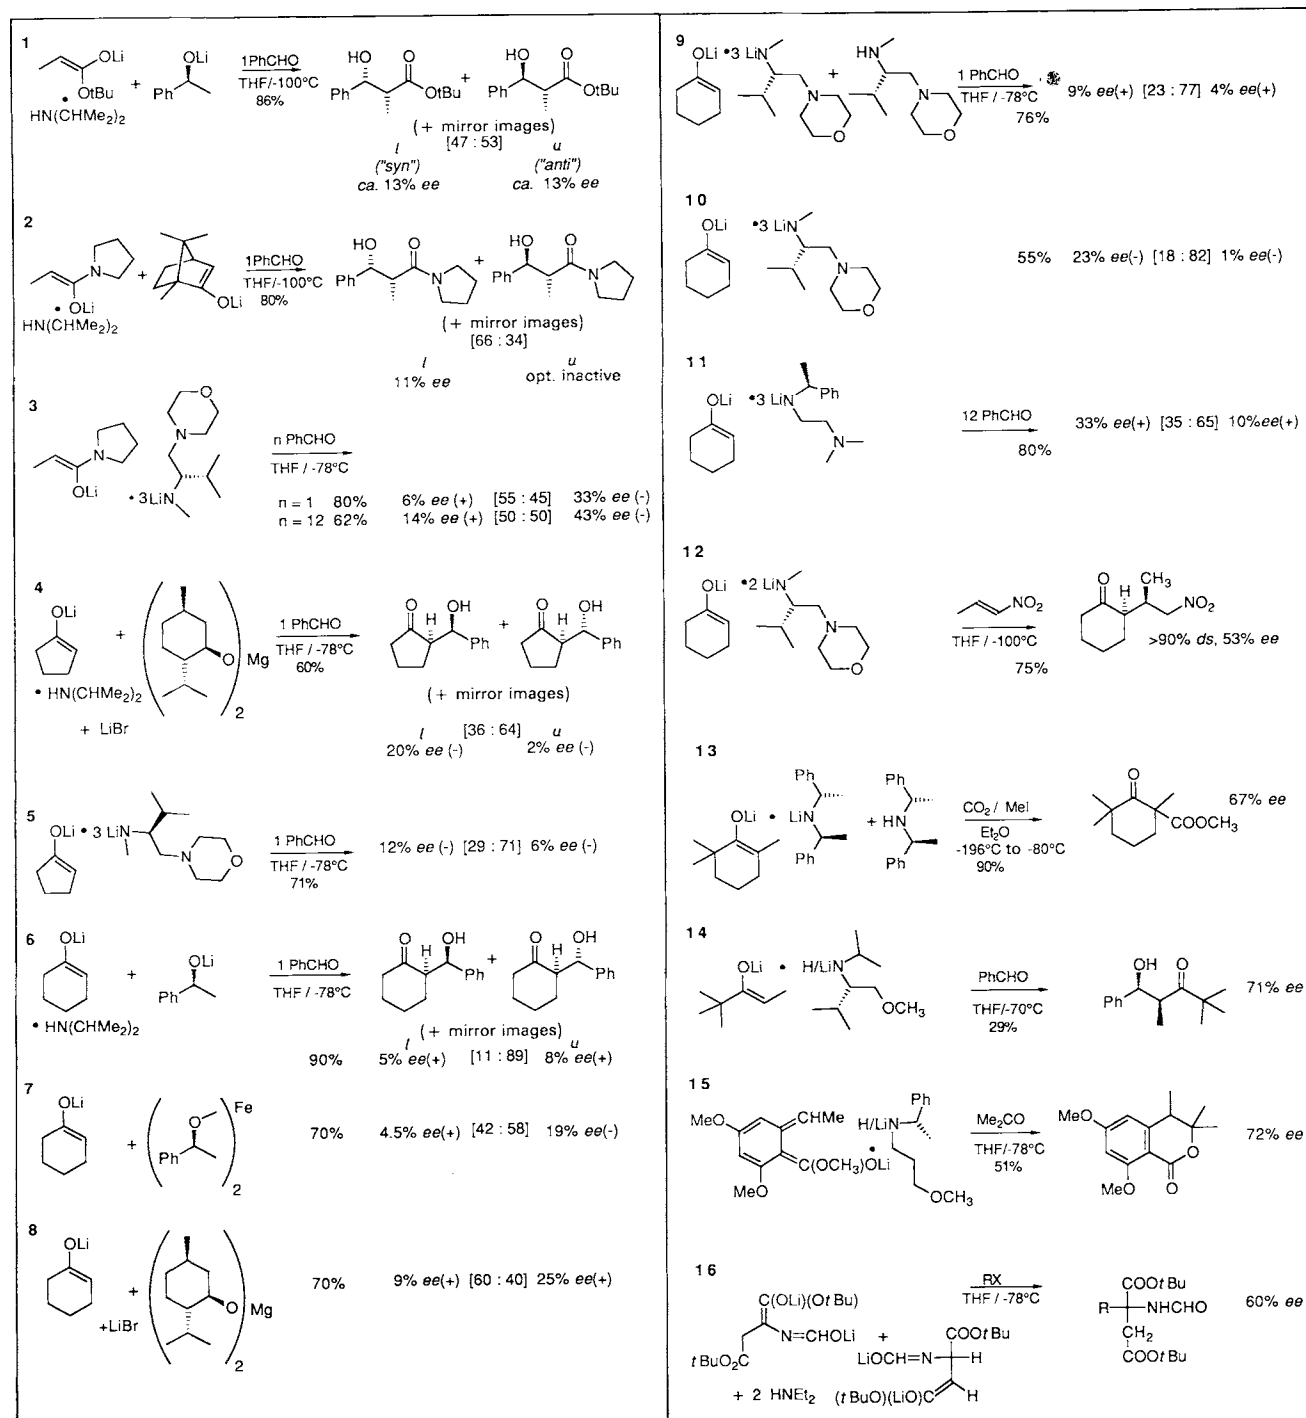 1
OLi
OtBu
HN(CHMe2)2
+
OLi
Ph
1PhCHO
THF/-100°C
86%
HO O
Ph OtBu
+
HO O
Ph OtBu
(+ mirror images)
[47 : 53]
l u
("syn") ("anti")
ca. 13% ee ca. 13% ee
2
N
OLi
HN(CHMe2)2
+
OLi
1PhCHO
THF/-100°C
80%
HO O
Ph N
+
HO O
Ph N
(+ mirror images)
[66 : 34]
l u
11% ee opt. inactive
3
N
OLi
O
N
•3LiN
n PhCHO
THF / -78°C
n = 1 80% 6% ee (+) [55 : 45] 33% ee (-)
n = 12 62% 14% ee (+) [50 : 50] 43% ee (-)
4
OLi
• HN(CHMe2)2
+ LiBr
+
O
2
Mg
1 PhCHO
THF / -78°C
60%
O H OH
Ph
+
O H OH
Ph
(+ mirror images)
l [36 : 64] u
20% ee (-) 2% ee (-)
5
OLi
• 3 LiN
N
O
1 PhCHO
THF / -78°C
71%
12% ee (-) [29 : 71] 6% ee (-)
6
OLi
• HN(CHMe2)2
+
OLi
Ph
1 PhCHO
THF / -78°C
O H OH
Ph
+
O H OH
Ph
(+ mirror images)
l u
90% 5% ee(+) [11 : 89] 8% ee(+)
7
OLi
+
O
Ph
2
Fe
70% 4.5% ee(+) [42 : 58] 19% ee(-)
8
OLi
+LiBr
+
O
2
Mg
70% 9% ee(+) [60 : 40] 25% ee(+)
9
OLi
•3 LiN
N
O
+
HN
N
O
1 PhCHO
THF / -78°C
76%
9% ee(+) [23 : 77] 4% ee(+)
10
OLi
•3 LiN
N
O
55% 23% ee(-) [18 : 82] 1% ee(-)
11
OLi
•3 LiN
Ph
N
12 PhCHO
80%
33% ee(+) [35 : 65] 10%ee(+)
12
OLi
•2 LiN
N
O
NO2
THF / -100°C
75%
O H CH3
NO2
>90% ds, 53% ee
13
OLi
•
Ph
LiN
Ph
+
Ph
HN
Ph
CO2 / MeI
Et2O
-196°C to -80°C
90%
O
COOCH3
67% ee
14
OLi
•
H/LiN
OCH3
PhCHO
THF/-70°C
29%
OH O
Ph
71% ee
15
MeO
CHMe
C(OCH3)OLi
MeO
•
Ph
H/LiN
OCH3
Me2CO
THF/-78°C
51%
MeO
O
MeO O
72% ee
16
C(OLi)(OtBu)
N=CHOLi
tBuO2C
+ 2 HNEt2
+
COOtBu
LiOCH=N H
(tBuO)(LiO)C H
RX
THF / -78°C
COOtBu
R NHCHO
CH2
COOtBu
60% ee